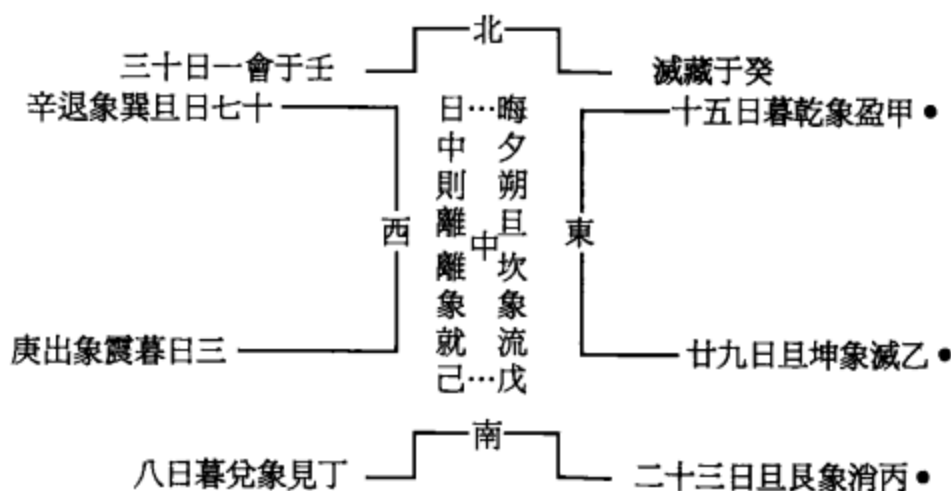 北
三十日一會于壬
滅藏于癸
十七日旦巽象退辛
十五日暮乾象盈甲
西
晦夕朔旦坎象流戊
中
日中則離離象就己
東
三日暮震象出庚
廿九日旦坤象滅乙
南
八日暮兌象見丁
二十三日旦艮象消丙